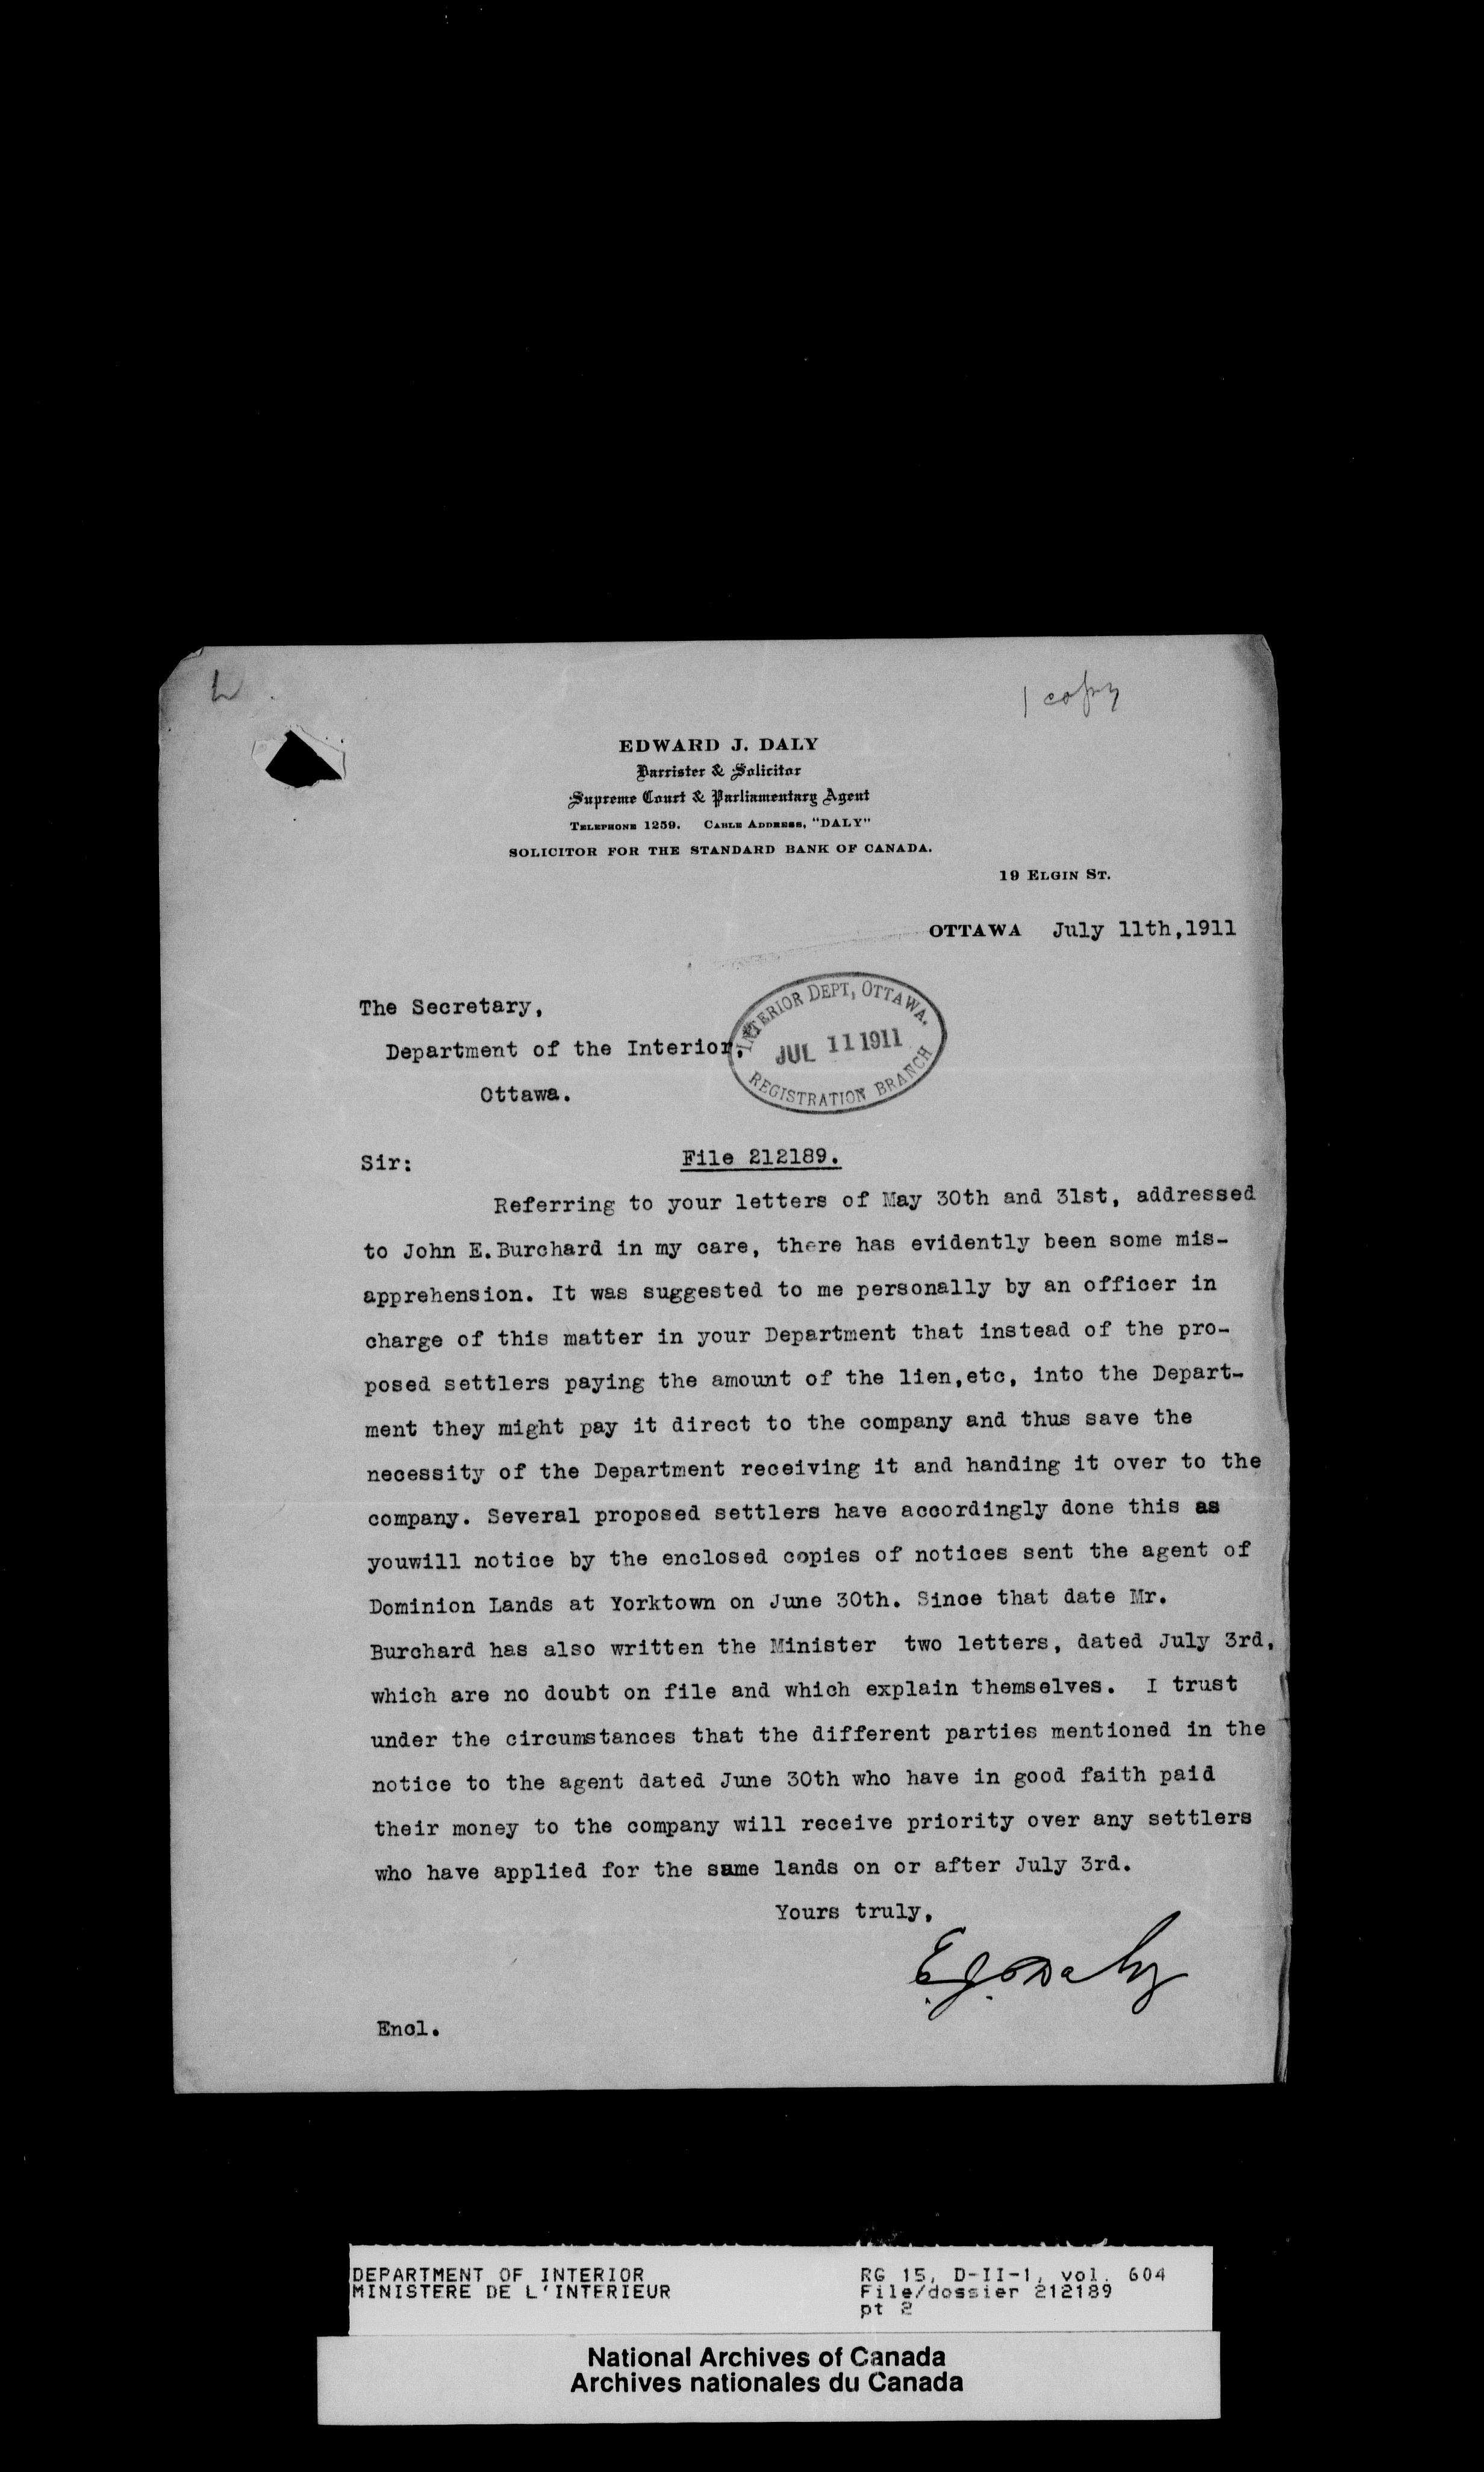 1 copy
EDWARD J. DALY
Barrister & Solicitor
Supreme Court & Parliamentary Agent
TELEPHONE 1259. CABLE ADDRESS, "DALY"
SOLICITOR FOR THE STANDARD BANK OF CANADA.
19 ELGIN ST.
OTTAWA July 11th,1911
The Secretary,
Department of the Interior,
Ottawa.
INTERIOR DEPT, OTTAWA.
JUL 11 1911
REGISTRATION BRANCH
Sir: File 212189.
Referring to your letters of May 30th and 31st, addressed
to John E.Burchard in my care, there has evidently been some mis-
apprehension. It was suggested to me personally by an officer in
charge of this matter in your Department that instead of the pro-
posed settlers paying the amount of the lien,etc, into the Depart-
ment they might pay it direct to the company and thus save the
necessity of the Department receiving it and handing it over to the
company. Several proposed settlers have accordingly done this as
youwill notice by the enclosed copies of notices sent the agent of
Dominion Lands at Yorktown on June 30th. Since that date Mr.
Burchard has also written the Minister two letters, dated July 3rd,
which are no doubt on file and which explain themselves. I trust
under the circumstances that the different parties mentioned in the
notice to the agent dated June 30th who have in good faith paid
their money to the company will receive priority over any settlers
who have applied for the same lands on or after July 3rd.
Yours truly,
E.J. Daly
Encl.
DEPARTMENT OF INTERIOR
MINISTERE DE L'INTERIEUR
RG 15, D-II-1, vol. 604
File/dossier 212189
pt 2
National Archives of Canada
Archives nationales du Canada